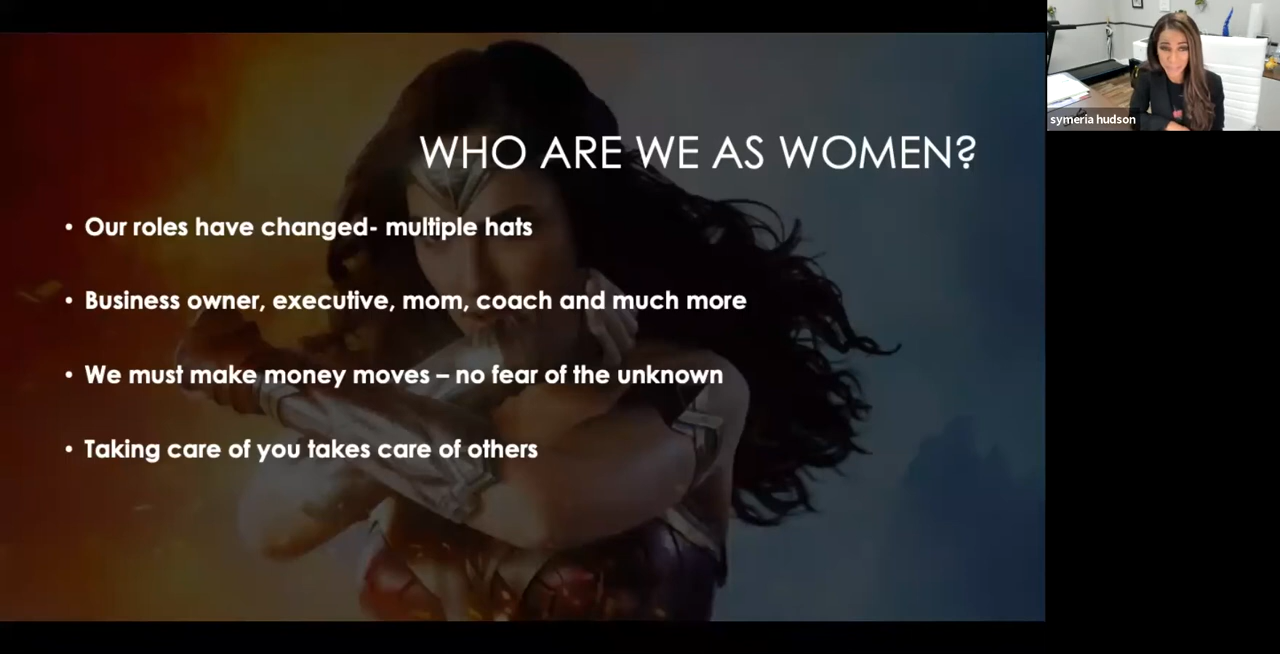 WHO ARE WE AS WOMEN?
• Our roles have changed- multiple hats
• Business owner, executive, mom, coach and much more
• We must make money moves – no fear of the unknown
• Taking care of you takes care of others
symeria hudson